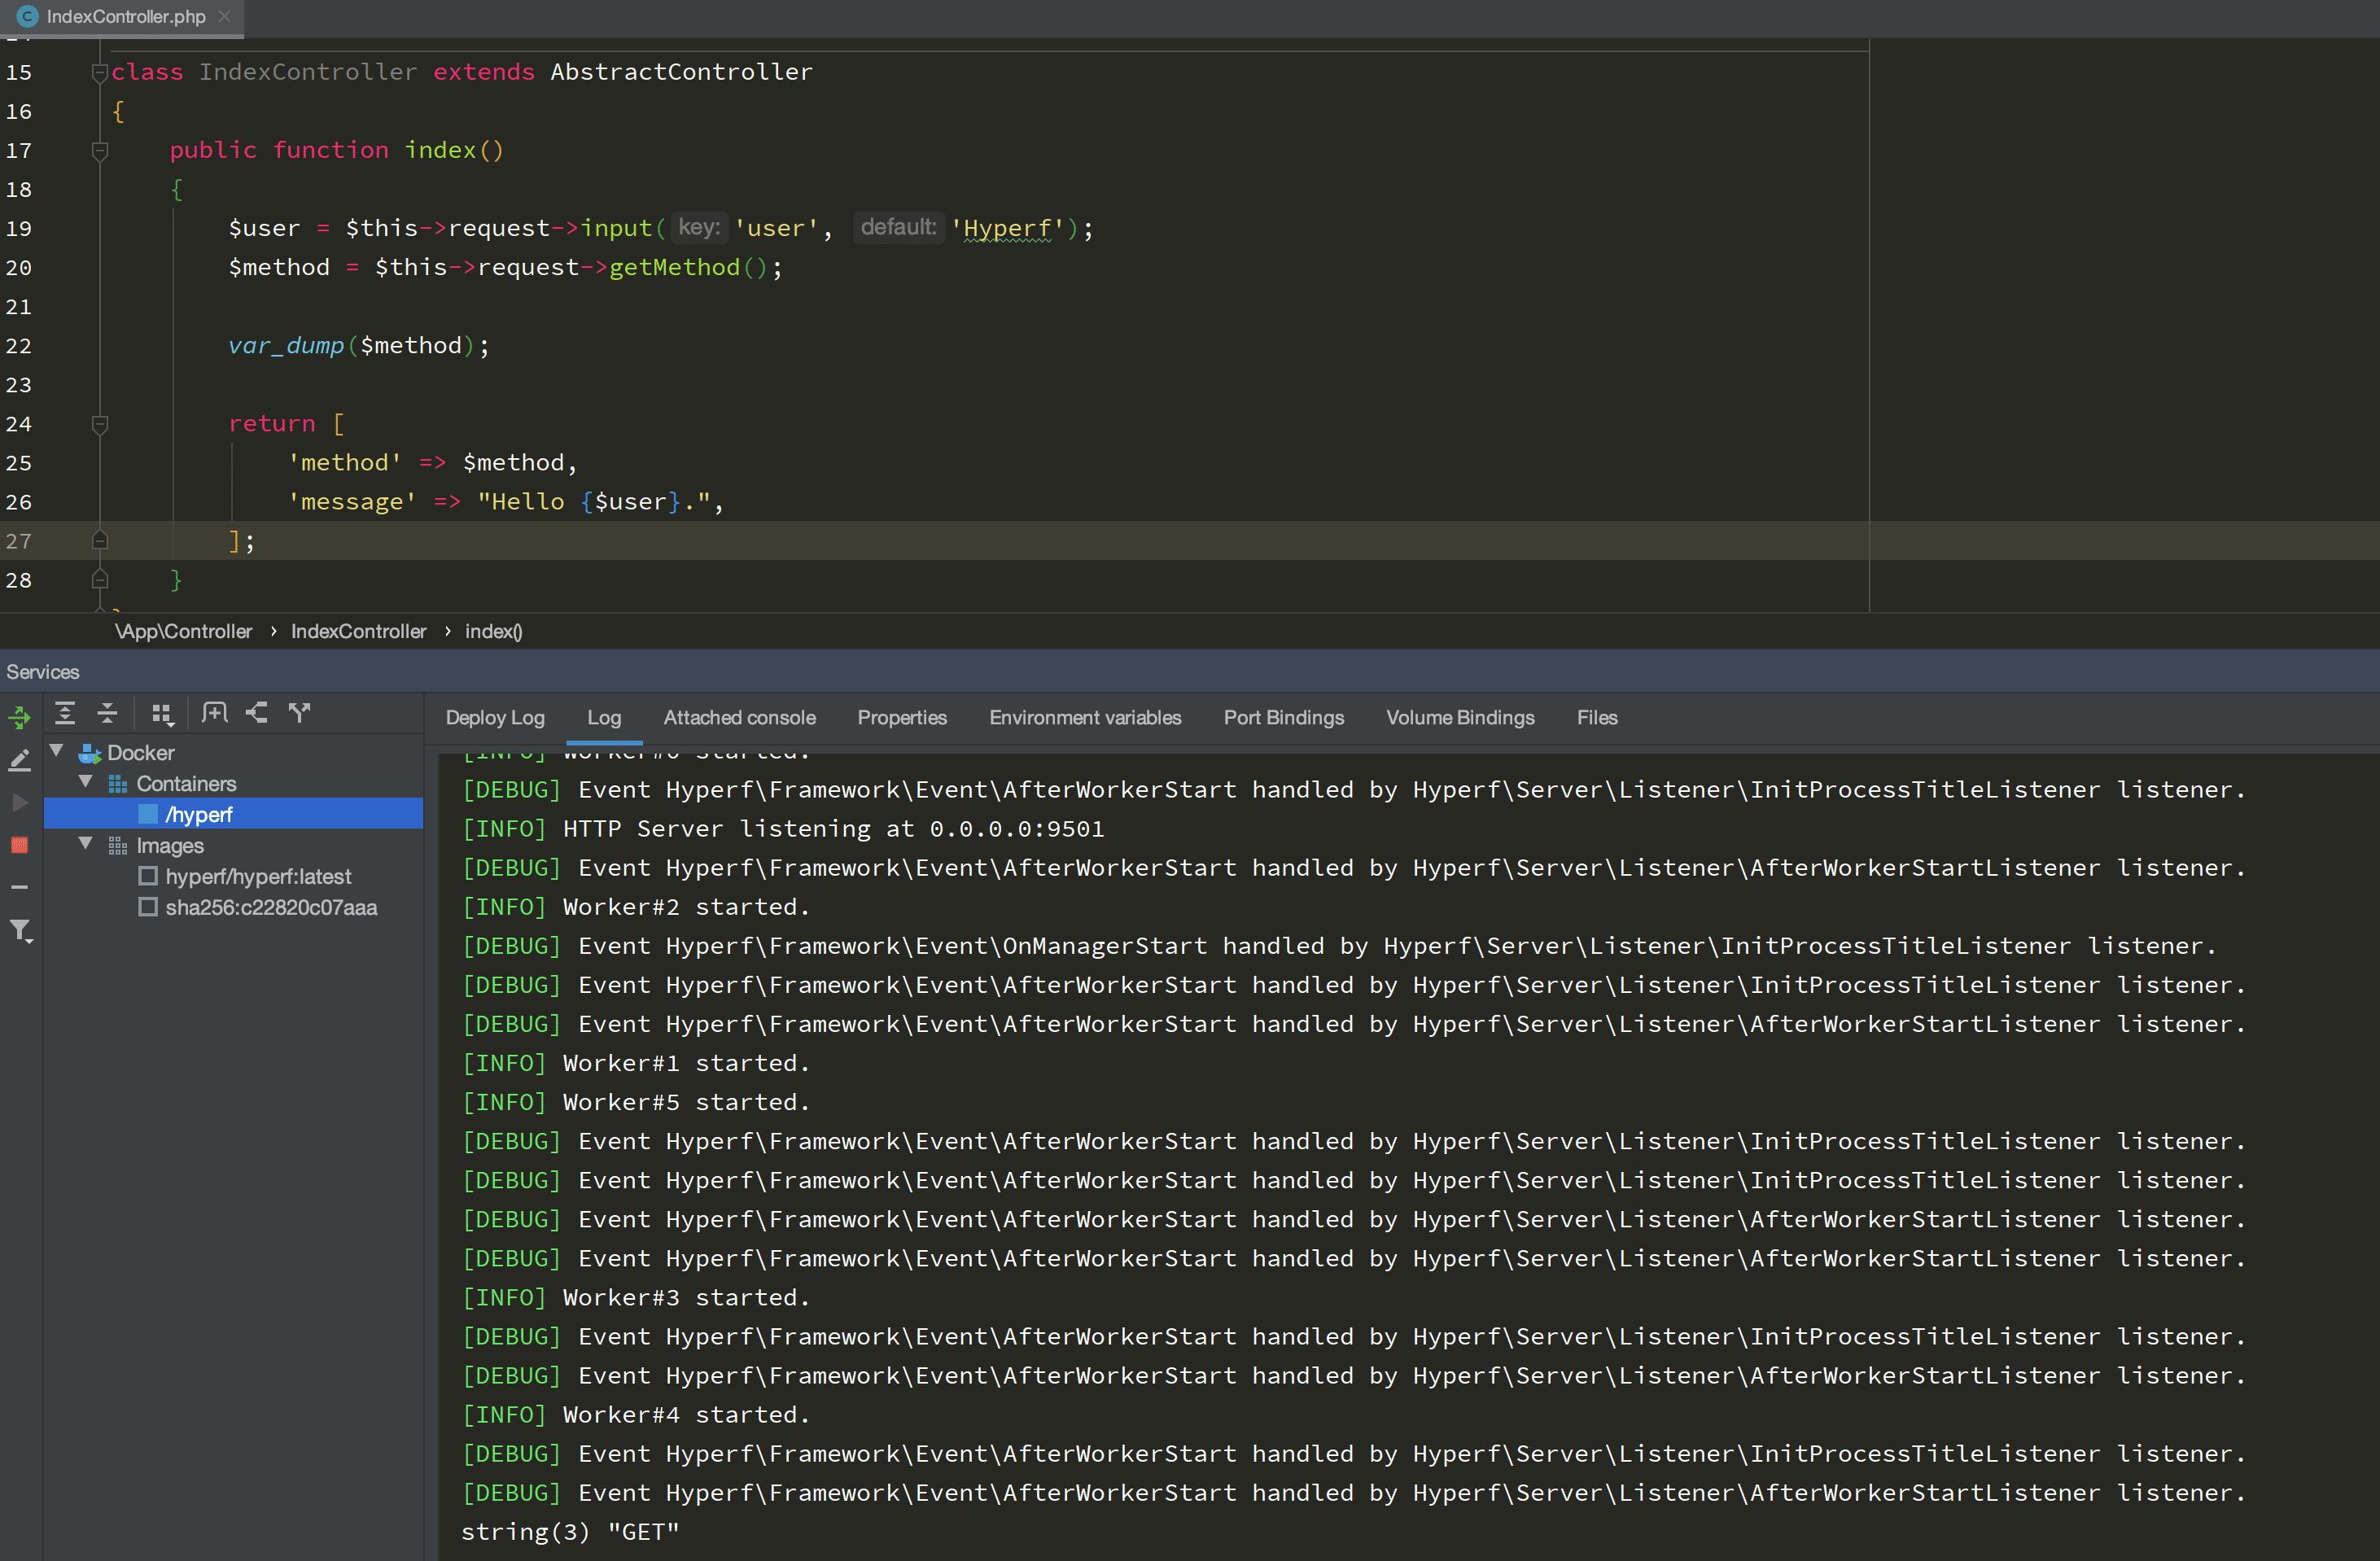 IndexController.php
15 class IndexController extends AbstractController
16 {
17 public function index()
18 {
19 $user = $this->request->input( key: 'user', default: 'Hyperf');
20 $method = $this->request->getMethod();
21
22 var_dump($method);
23
24 return [
25 'method' => $method,
26 'message' => "Hello {$user}.",
27 ];
28 }
\App\Controller › IndexController › index()
Services
Deploy Log Log Attached console Properties Environment variables Port Bindings Volume Bindings Files
Docker
Containers
/hyperf
Images
hyperf/hyperf:latest
sha256:c22820c07aaa
[INFO] Worker#0 started.
[DEBUG] Event Hyperf\Framework\Event\AfterWorkerStart handled by Hyperf\Server\Listener\InitProcessTitleListener listener.
[INFO] HTTP Server listening at 0.0.0.0:9501
[DEBUG] Event Hyperf\Framework\Event\AfterWorkerStart handled by Hyperf\Server\Listener\AfterWorkerStartListener listener.
[INFO] Worker#2 started.
[DEBUG] Event Hyperf\Framework\Event\OnManagerStart handled by Hyperf\Server\Listener\InitProcessTitleListener listener.
[DEBUG] Event Hyperf\Framework\Event\AfterWorkerStart handled by Hyperf\Server\Listener\InitProcessTitleListener listener.
[DEBUG] Event Hyperf\Framework\Event\AfterWorkerStart handled by Hyperf\Server\Listener\AfterWorkerStartListener listener.
[INFO] Worker#1 started.
[INFO] Worker#5 started.
[DEBUG] Event Hyperf\Framework\Event\AfterWorkerStart handled by Hyperf\Server\Listener\InitProcessTitleListener listener.
[DEBUG] Event Hyperf\Framework\Event\AfterWorkerStart handled by Hyperf\Server\Listener\InitProcessTitleListener listener.
[DEBUG] Event Hyperf\Framework\Event\AfterWorkerStart handled by Hyperf\Server\Listener\AfterWorkerStartListener listener.
[DEBUG] Event Hyperf\Framework\Event\AfterWorkerStart handled by Hyperf\Server\Listener\AfterWorkerStartListener listener.
[INFO] Worker#3 started.
[DEBUG] Event Hyperf\Framework\Event\AfterWorkerStart handled by Hyperf\Server\Listener\InitProcessTitleListener listener.
[DEBUG] Event Hyperf\Framework\Event\AfterWorkerStart handled by Hyperf\Server\Listener\AfterWorkerStartListener listener.
[INFO] Worker#4 started.
[DEBUG] Event Hyperf\Framework\Event\AfterWorkerStart handled by Hyperf\Server\Listener\InitProcessTitleListener listener.
[DEBUG] Event Hyperf\Framework\Event\AfterWorkerStart handled by Hyperf\Server\Listener\AfterWorkerStartListener listener.
string(3) "GET"